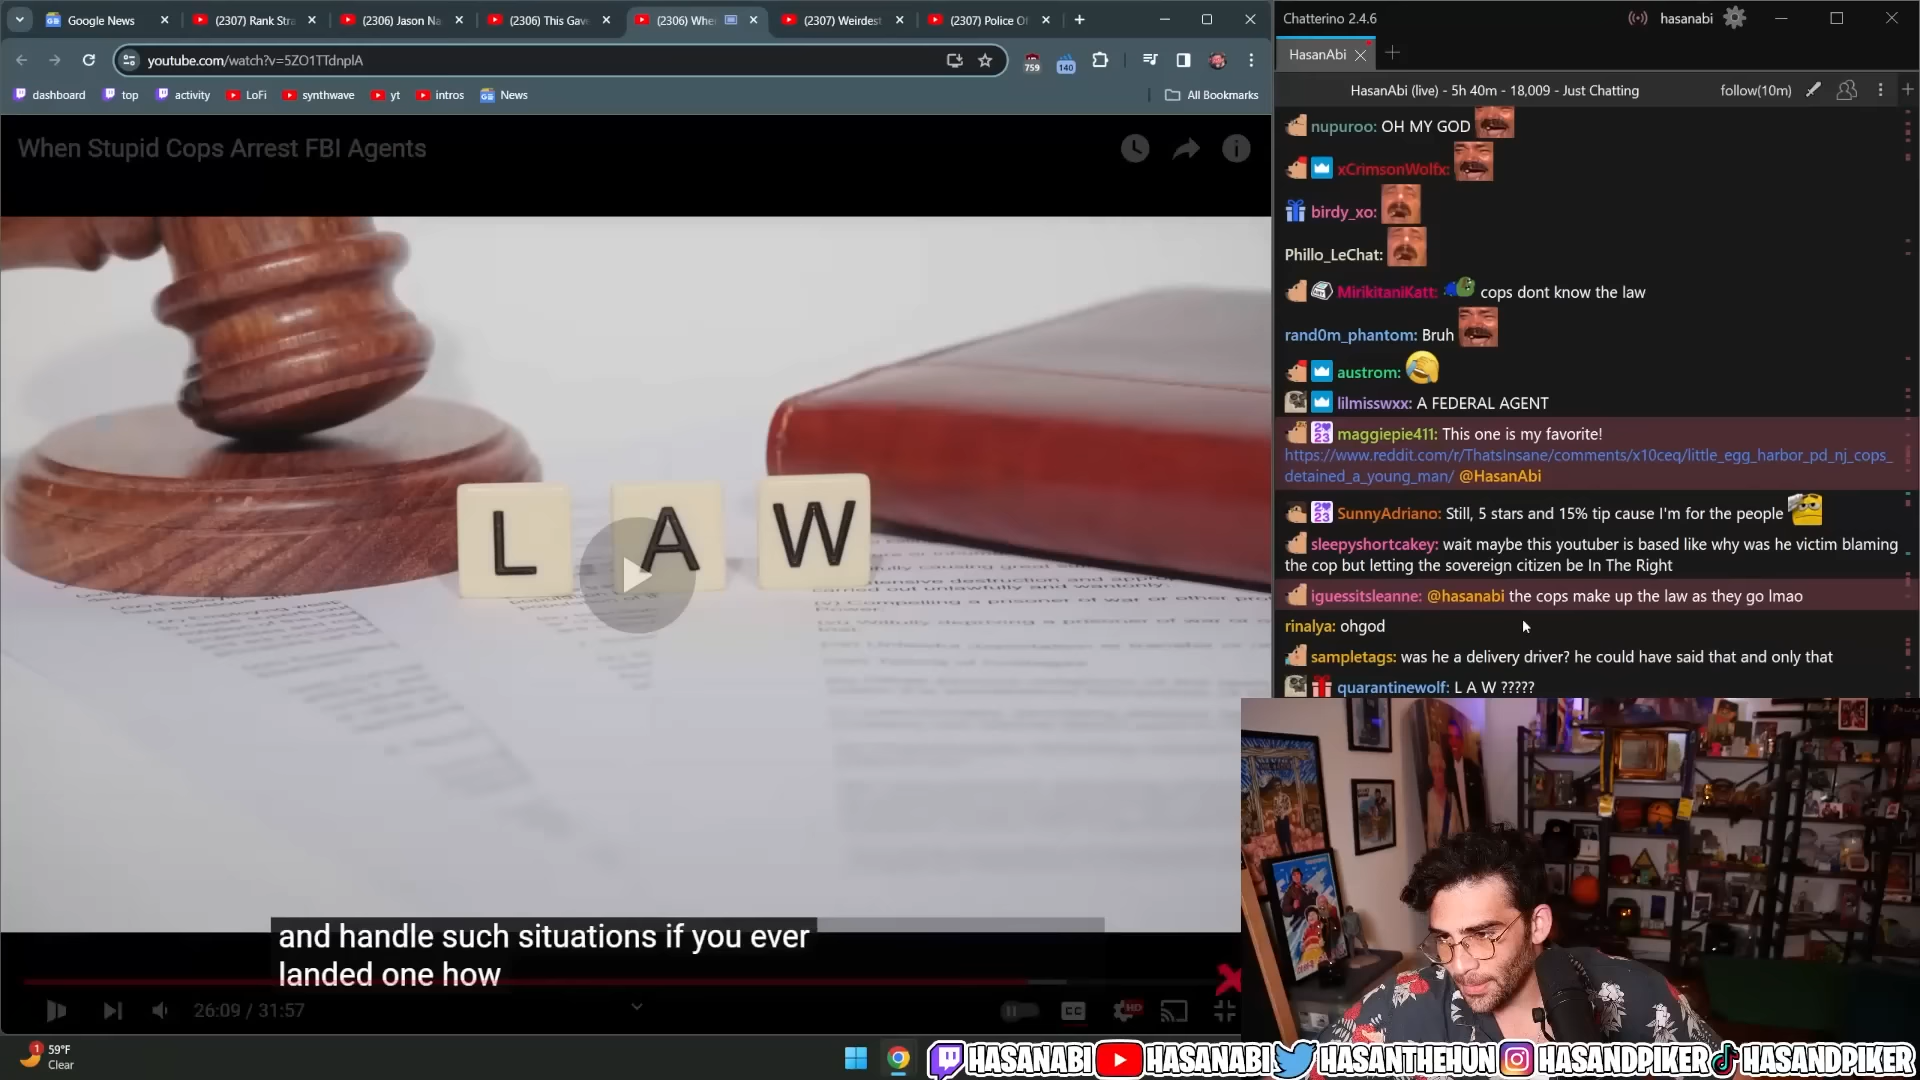 Google News
(2307) Rank Stra
(2306) Jason Na
(2306) This Gav
(2306) Whe
(2307) Weirdest
(2307) Police Of
youtube.com/watch?v=5ZO1TTdnplA
759
140
dashboard
top
activity
LoFi
synthwave
yt
intros
News
All Bookmarks
When Stupid Cops Arrest FBI Agents
L A W
and handle such situations if you ever
landed one how
26:09 / 31:57
CC
HD
1
59°F
Clear
Chatterino 2.4.6
hasanabi
HasanAbi
HasanAbi (live) - 5h 40m - 18,009 - Just Chatting
follow(10m)
nupuroo: OH MY GOD
xCrimsonWolfx:
birdy_xo:
Phillo_LeChat:
MirikitaniKatt: cops dont know the law
rand0m_phantom: Bruh
austrom:
lilmisswxx: A FEDERAL AGENT
maggiepie411: This one is my favorite!
https://www.reddit.com/r/ThatsInsane/comments/x10ceq/little_egg_harbor_pd_nj_cops_
detained_a_young_man/ @HasanAbi
SunnyAdriano: Still, 5 stars and 15% tip cause I'm for the people
sleepyshortcakey: wait maybe this youtuber is based like why was he victim blaming
the cop but letting the sovereign citizen be In The Right
iguessitsleanne: @hasanabi the cops make up the law as they go lmao
rinalya: ohgod
sampletags: was he a delivery driver? he could have said that and only that
quarantinewolf: L A W ?????
HASANABI HASANABI HASANTHEHUN HASANDPIKER HASANDPIKER